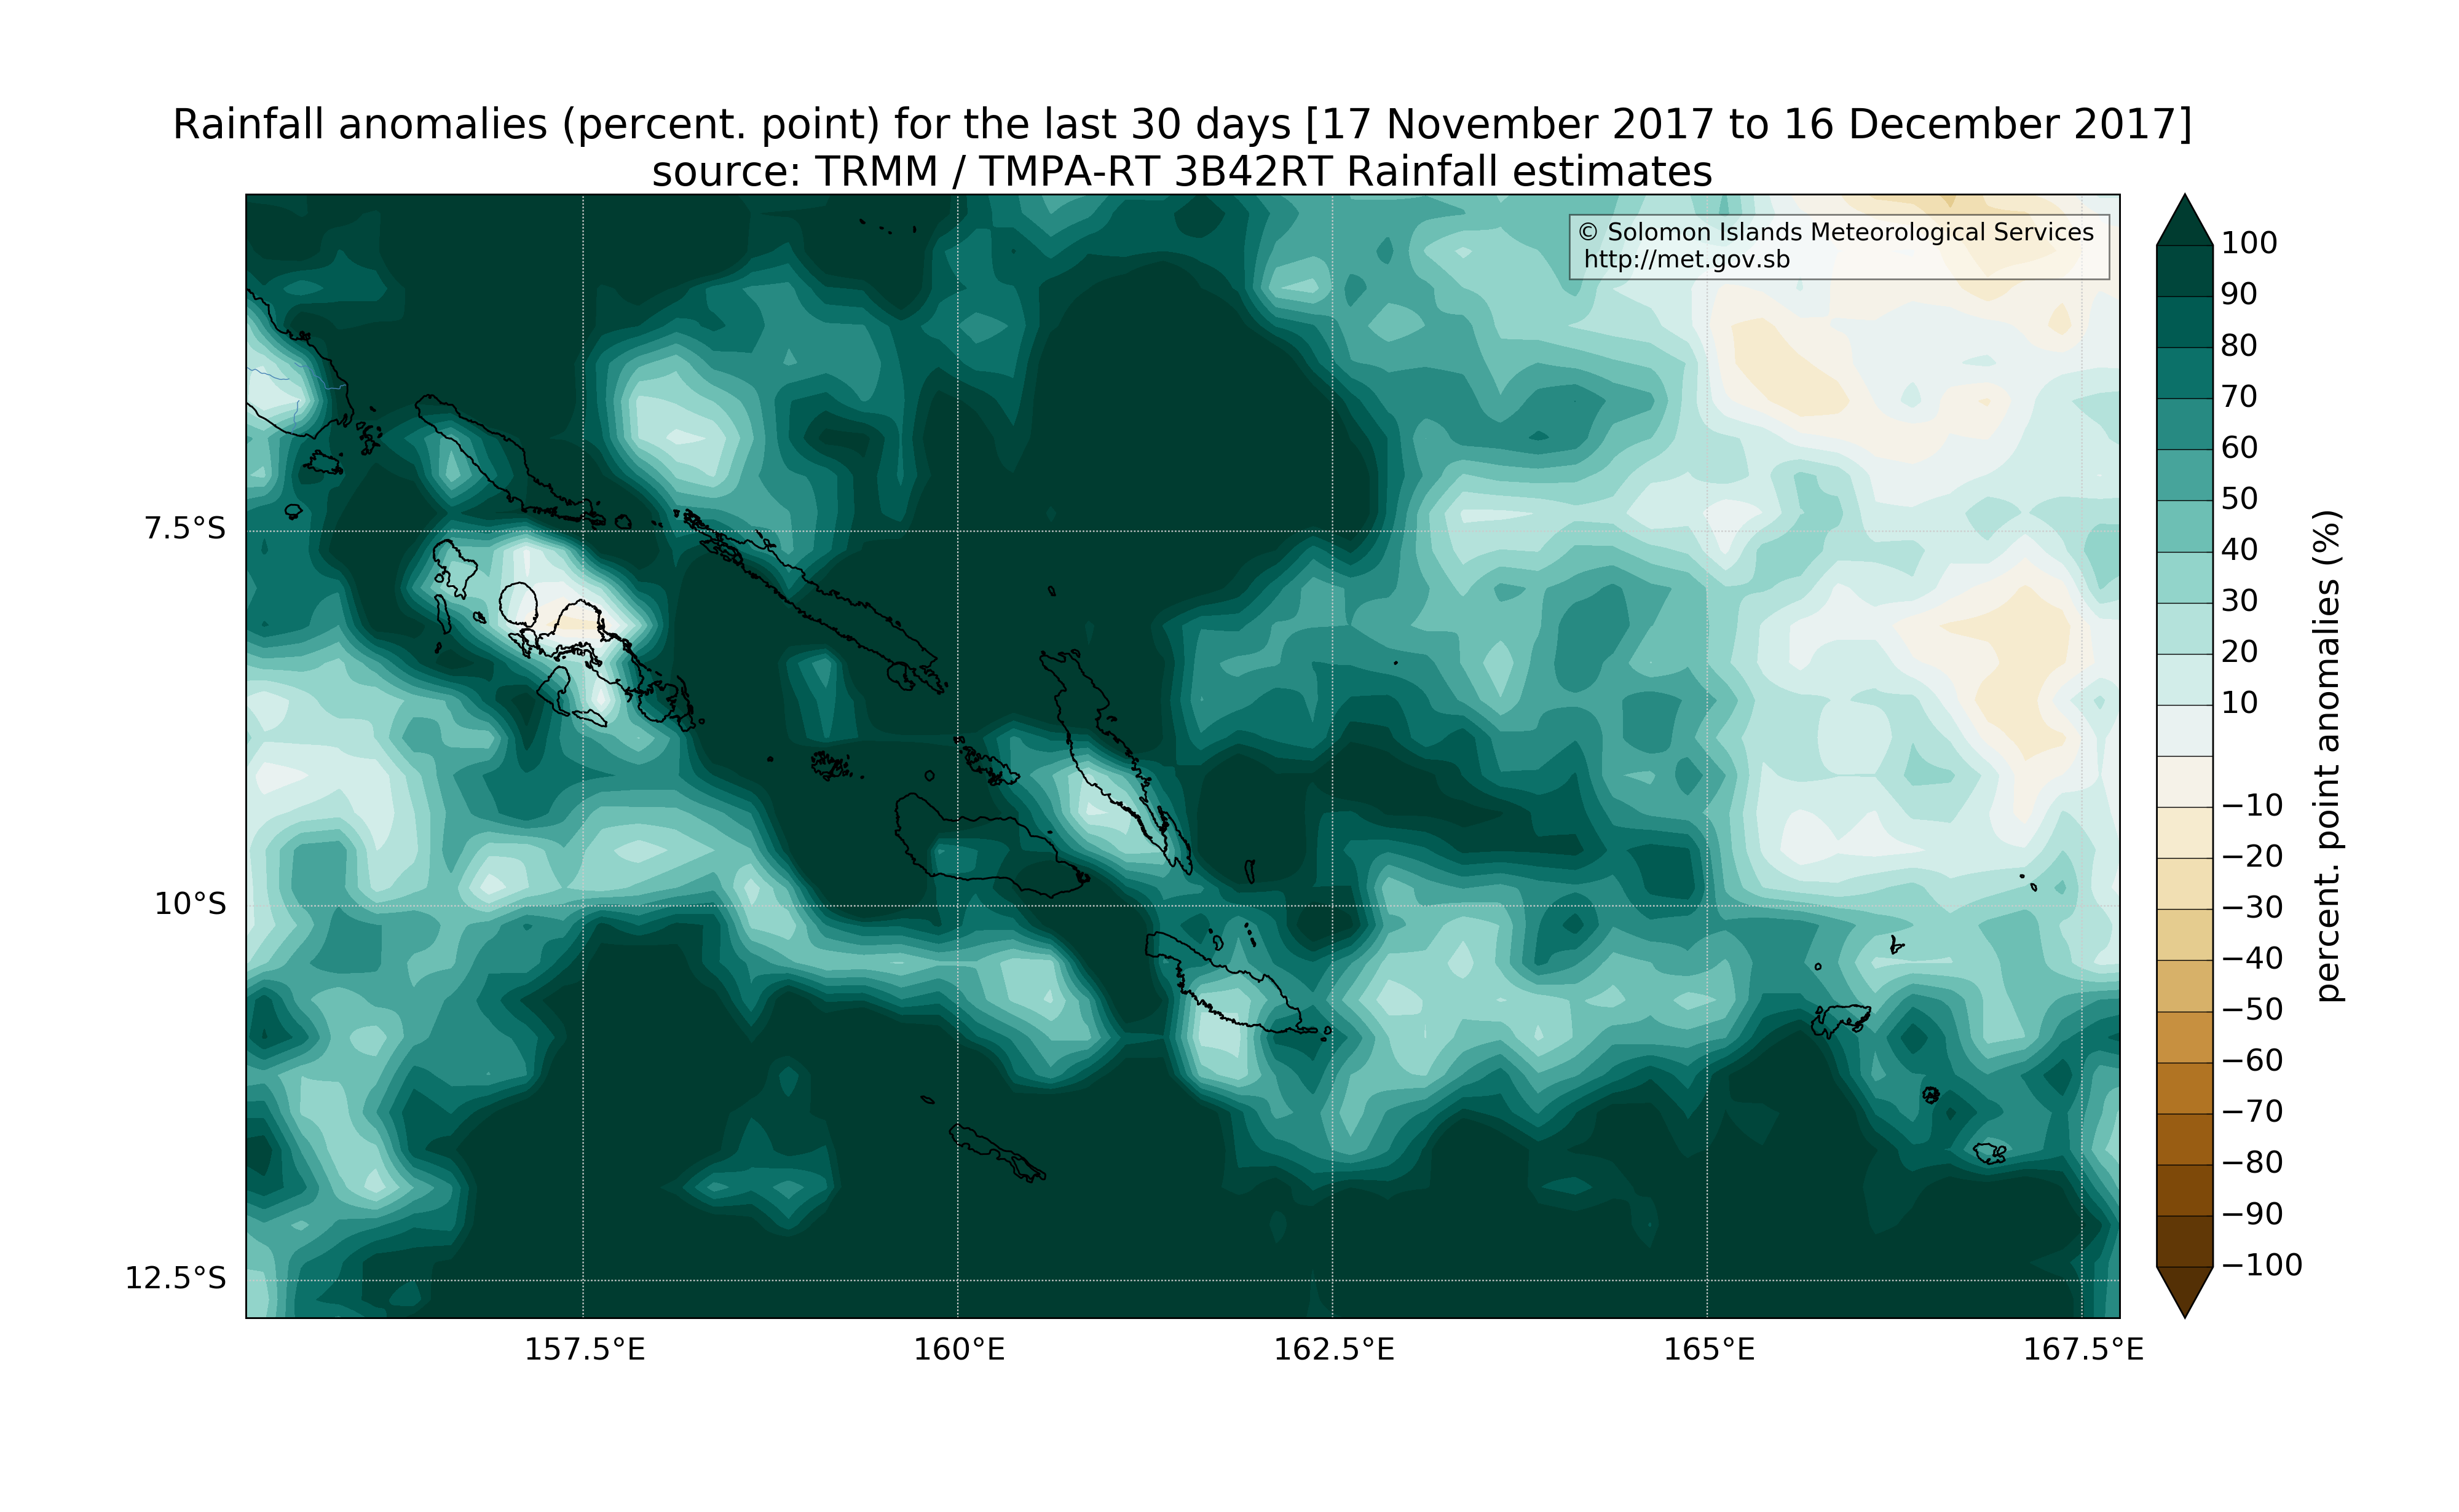 Rainfall anomalies (percent. point) for the last 30 days [17 November 2017 to 16 December 2017]
source: TRMM / TMPA-RT 3B42RT Rainfall estimates
© Solomon Islands Meteorological Services
http://met.gov.sb
7.5°S
10°S
12.5°S
157.5°E
160°E
162.5°E
165°E
167.5°E
100
90
80
70
60
50
40
30
20
10
−10
−20
−30
−40
−50
−60
−70
−80
−90
−100
percent. point anomalies (%)